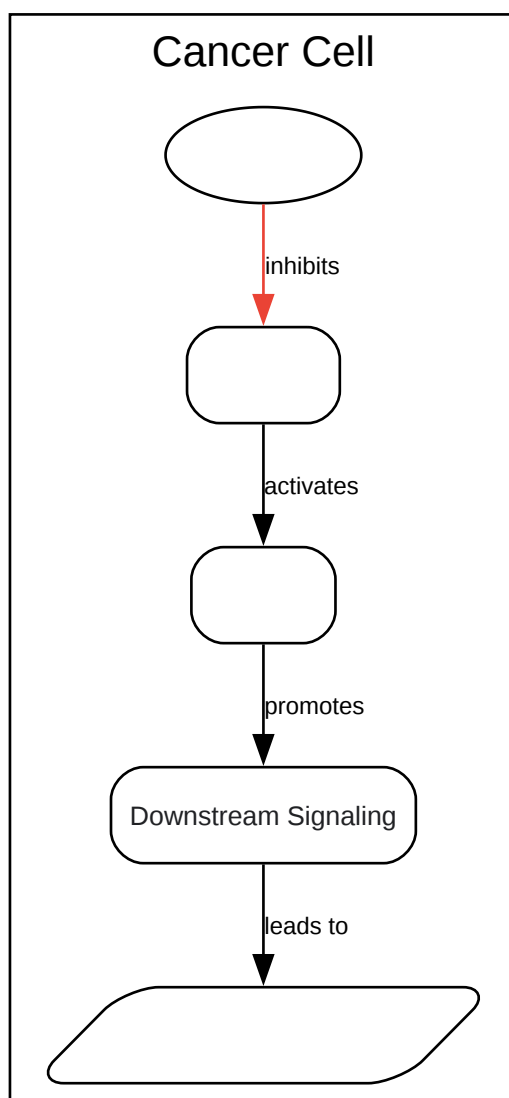 Cancer Cell
inhibits
activates
promotes
Downstream Signaling
leads to